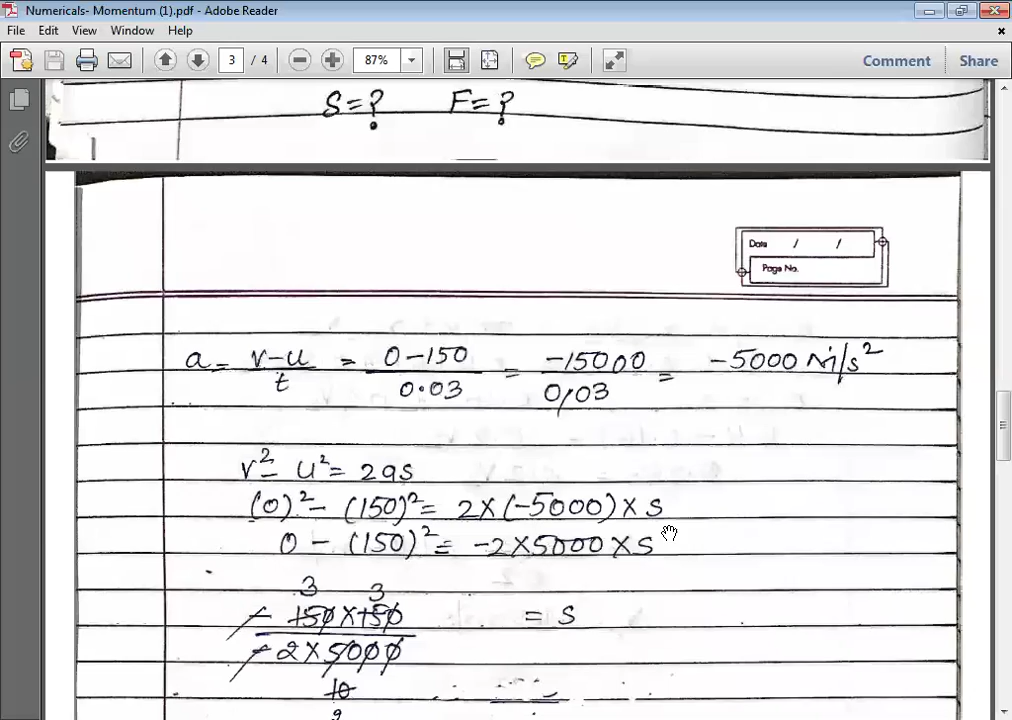 Numericals- Momentum (1).pdf - Adobe Reader
File Edit View Window Help
3 / 4 87% Comment Share
S=? F=?
Date / /
Page No.
a = v-u/t = 0-150/0.03 = -15000/0,03 = -5000 m/s²
v² - u² = 2as
(0)² - (150)² = 2×(-5000)×S
0 - (150)² = -2×5000×S
3 3
- 150×150 = S
- 2×5000
10